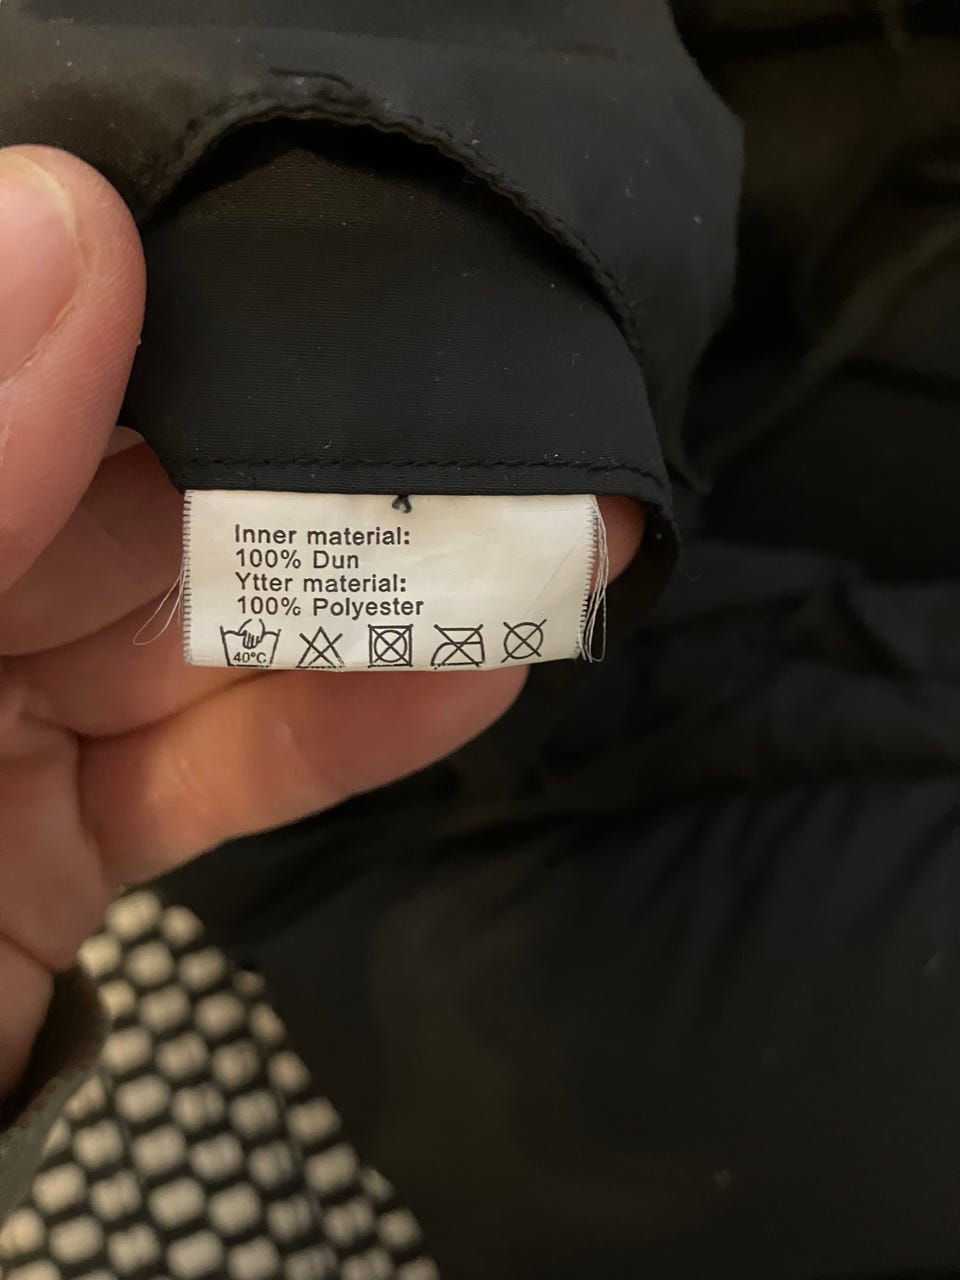 Inner material:
100% Dun
Ytter material:
100% Polyester
40°C